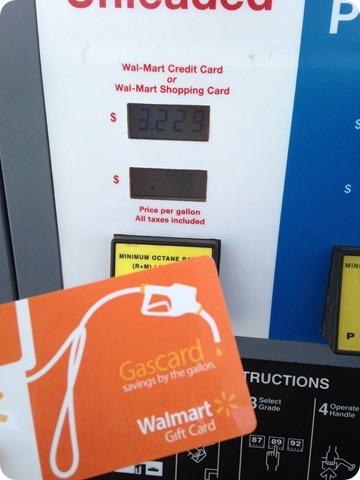 Unleaded
P
Wal-Mart Credit Card
or
Wal-Mart Shopping Card
$ 3.229
$
$
$
Price per gallon
All taxes included
MINIMUM OCTANE
(R+M) /
P
Gascard
savings by the gallon.
Walmart
Gift Card
TRUCTIONS
3 Select
Grade
4 Operate
Handle
87 89 92